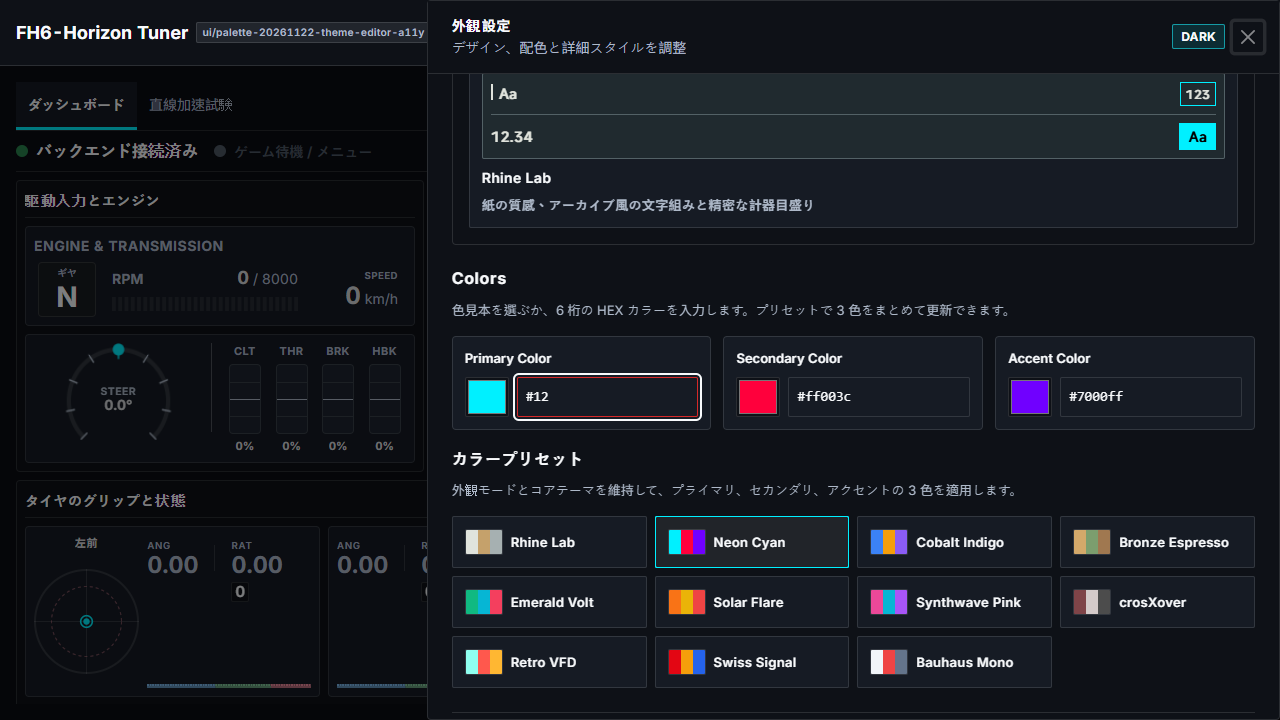 FH6-Horizon Tuner
ui/palette-20261122-theme-editor-a11y
ダッシュボード
直線加速試験
バックエンド接続済み
ゲーム待機 / メニュー
駆動入力とエンジン
ENGINE & TRANSMISSION
ギヤ
N
RPM
0 / 8000
SPEED
0 km/h
STEER
0.0°
CLT
THR
BRK
HBK
0%
0%
0%
0%
タイヤのグリップと状態
左前
ANG
0.00
RAT
0.00
0
ANG
0.00
外観設定
デザイン、配色と詳細スタイルを調整
DARK
Aa
123
12.34
Aa
Rhine Lab
紙の質感、アーカイブ風の文字組みと精密な計器目盛り
Colors
色見本を選ぶか、6 桁の HEX カラーを入力します。プリセットで 3 色をまとめて更新できます。
Primary Color
#12
Secondary Color
#ff003c
Accent Color
#7000ff
カラープリセット
外観モードとコアテーマを維持して、プライマリ、セカンダリ、アクセントの 3 色を適用します。
Rhine Lab
Neon Cyan
Cobalt Indigo
Bronze Espresso
Emerald Volt
Solar Flare
Synthwave Pink
crosXover
Retro VFD
Swiss Signal
Bauhaus Mono